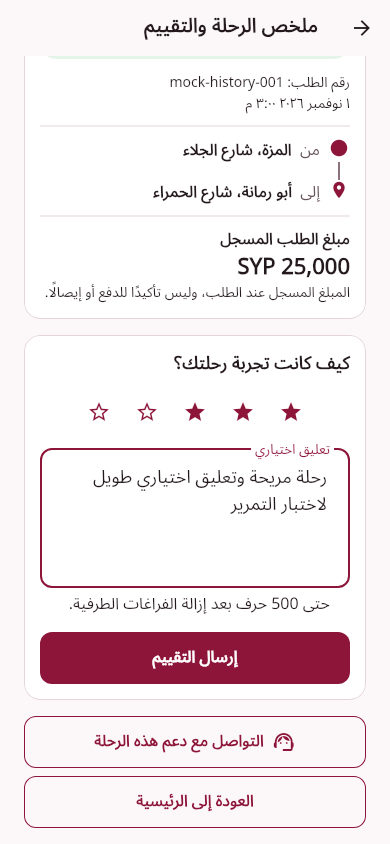 ملخص الرحلة والتقييم
رقم الطلب: mock-history-001
١ نوفمبر ٢٠٢٦ ٣:٠٠ م
من المزة، شارع الجلاء
إلى أبو رمانة، شارع الحمراء
مبلغ الطلب المسجل
SYP 25,000
المبلغ المسجل عند الطلب، وليس تأكيدًا للدفع أو إيصالًا.
كيف كانت تجربة رحلتك؟
تعليق اختياري
رحلة مريحة وتعليق اختياري طويل
لاختبار التمرير
حتى 500 حرف بعد إزالة الفراغات الطرفية.
إرسال التقييم
التواصل مع دعم هذه الرحلة
العودة إلى الرئيسية